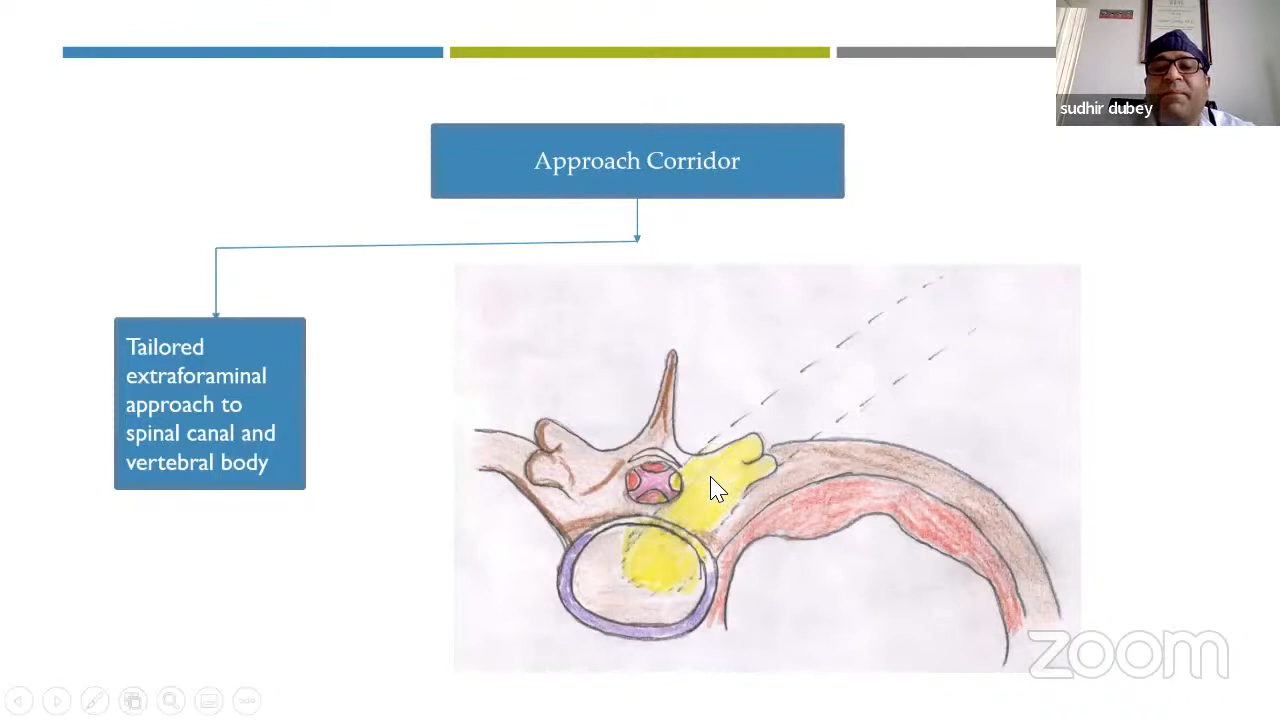 sudhir dubey
Approach Corridor
Tailored
extraforaminal
approach to
spinal canal and
vertebral body
zoom